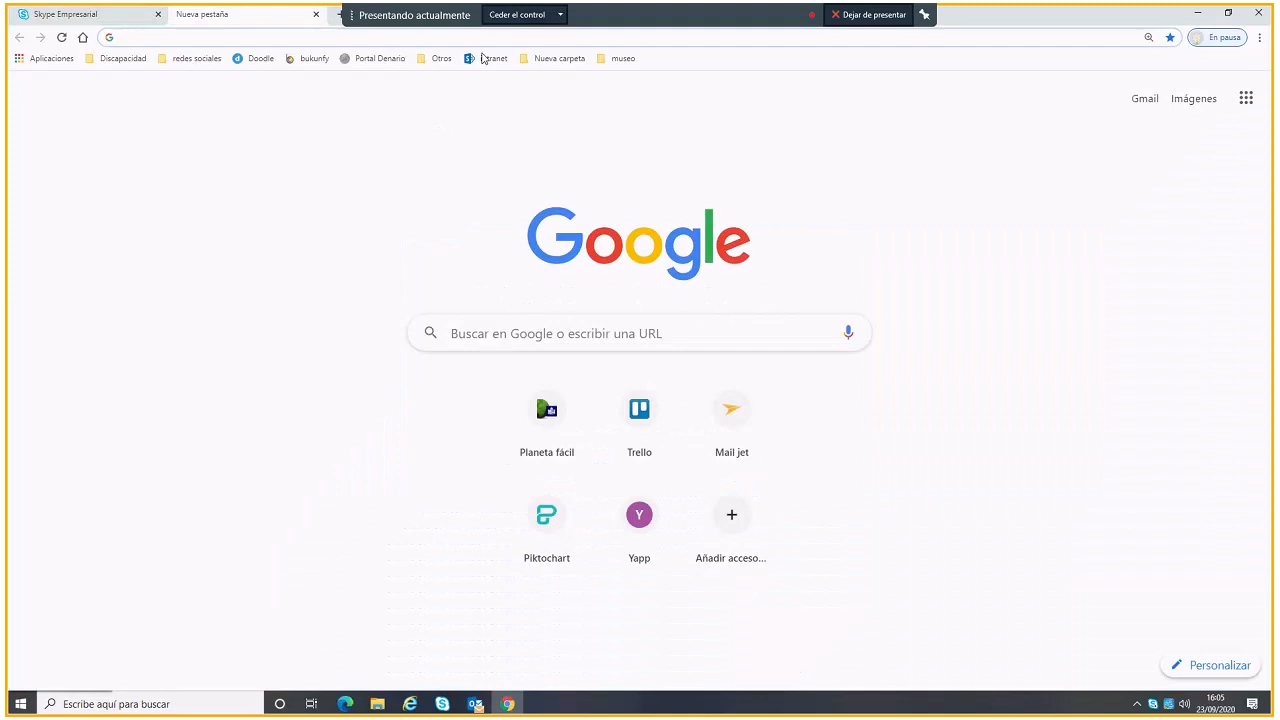 Skype Empresarial
Nueva pestaña
Presentando actualmente
Ceder el control
Dejar de presentar
En pausa
Aplicaciones
Discapacidad
redes sociales
Doodle
bukunfy
Portal Denario
Otros
Nueva carpeta
museo
Gmail
Imágenes
Google
Buscar en Google o escribir una URL
Planeta fácil
Trello
Mail jet
Y
Piktochart
Yapp
Añadir acceso...
Personalizar
Escribe aquí para buscar
16:05
23/09/2020